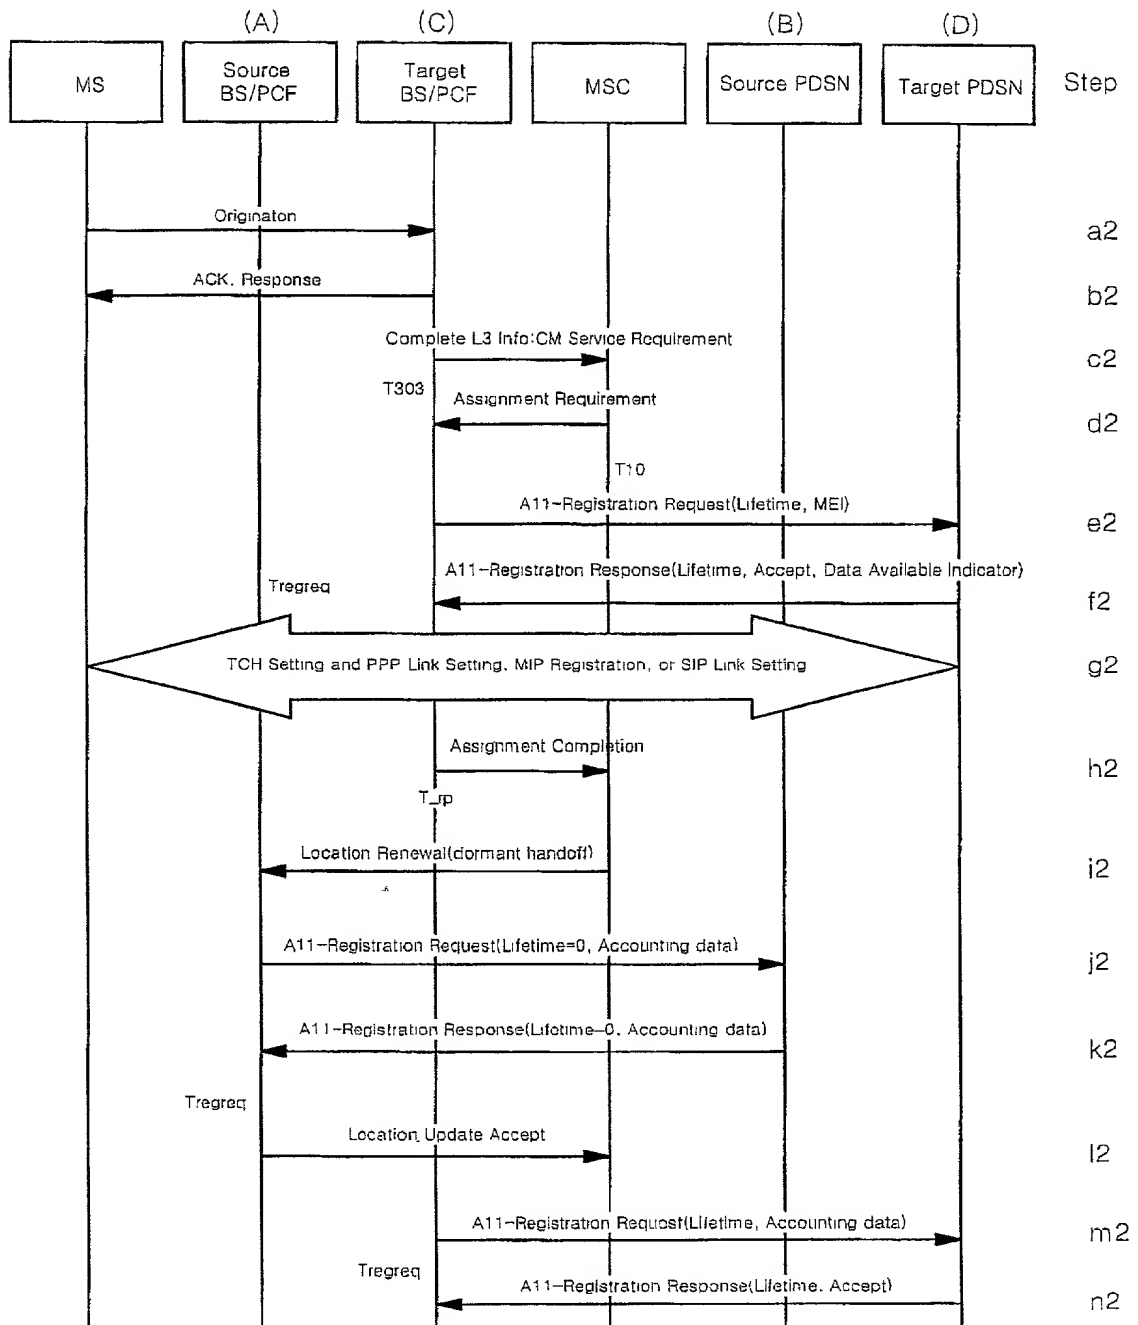 (A) (C) (B) (D)
MS
Source
BS/PCF
Target
BS/PCF
MSC
Source PDSN
Target PDSN
Step
Originaton
a2
ACK. Response
b2
Complete L3 Info:CM Service Requirement
c2
T303
Assignment Requirement
d2
T10
A11-Registration Request(Lifetime, MEI)
e2
A11-Registration Response(Lifetime, Accept, Data Available Indicator)
Tregreq
f2
TCH Setting and PPP Link Setting. MIP Registration, or SIP Link Setting
g2
Assignment Completion
h2
T_rp
Location Renewal(dormant handoff)
i2
A11-Registration Request(Lifetime=0, Accounting data)
j2
A11-Registration Response(Lifetime-0. Accounting data)
k2
Tregreq
Location Update Accept
l2
A11-Registration Request(Lifetime, Accounting data)
m2
Tregreq
A11-Registration Response(Lifetime. Accept)
n2